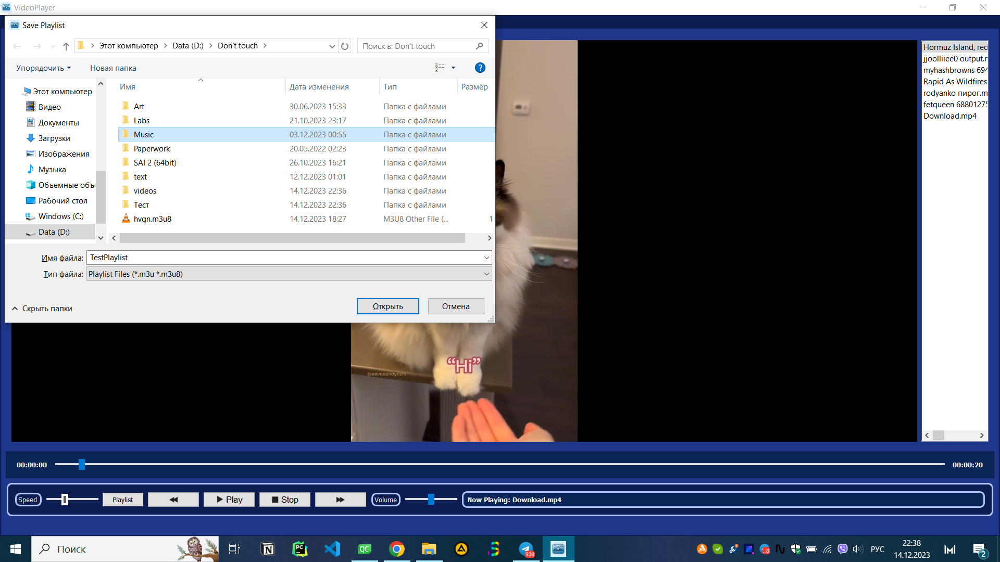 VideoPlayer
Save Playlist
Этот компьютер
Data (D:)
Don't touch
Поиск в: Don't touch
Упорядочить
Новая папка
?
Имя
Дата изменения
Тип
Размер
Этот компьютер
Видео
Документы
Загрузки
Изображения
Музыка
Объемные объе
Рабочий стол
Windows (C:)
Data (D:)
Art 30.06.2023 15:33 Папка с файлами
Labs 21.10.2023 23:17 Папка с файлами
Music 03.12.2023 00:55 Папка с файлами
Paperwork 20.05.2022 02:23 Папка с файлами
SAI 2 (64bit) 26.10.2023 16:21 Папка с файлами
text 12.12.2023 01:01 Папка с файлами
videos 14.12.2023 22:36 Папка с файлами
Тест 14.12.2023 22:36 Папка с файлами
hvgn.m3u8 14.12.2023 18:27 M3U8 Other File (... 1
Имя файла: TestPlaylist
Тип файла: Playlist Files (*.m3u *.m3u8)
Скрыть папки
Открыть
Отмена
Hormuz Island, red
jjoolliiee0 output.m
myhashbrowns 694
Rapid As Wildfires
rodyanko пирог.m
fetqueen 68801275
Download.mp4
“Hi”
@eeveeandyoshi
00:00:00
00:00:20
Speed
Playlist
Play
Stop
Volume
Now Playing: Download.mp4
Поиск
PC
QC
908
..8
РУС
22:38
14.12.2023
2